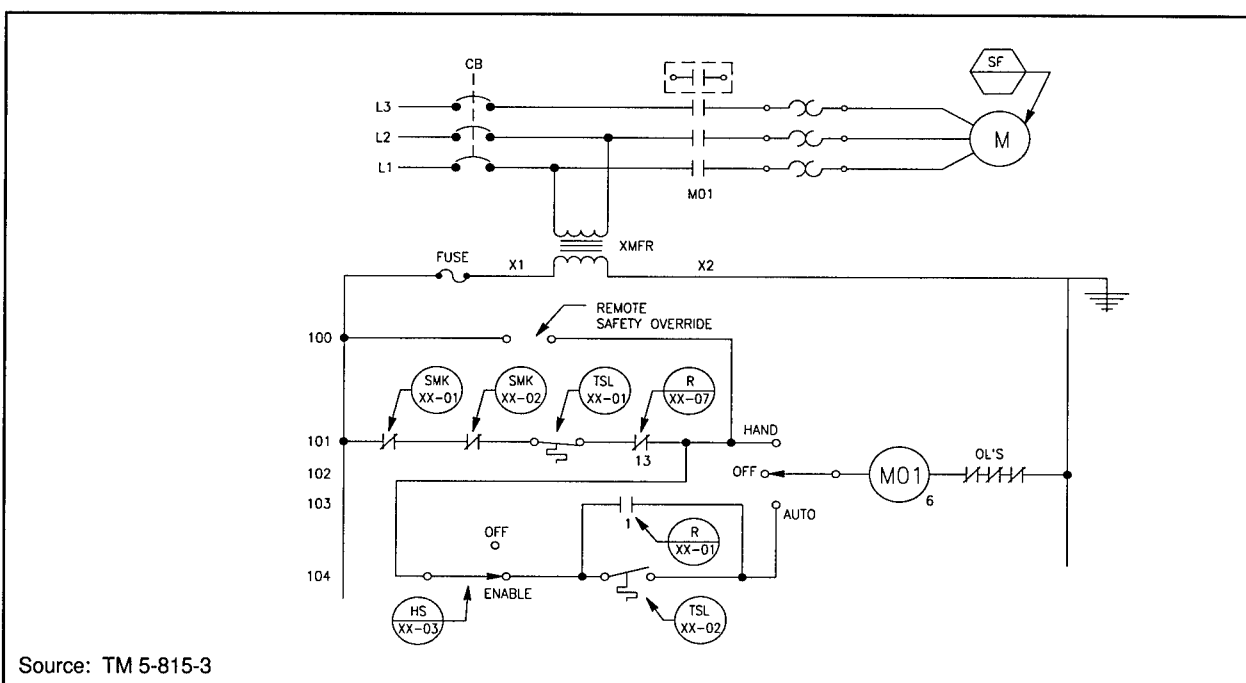 CB
SF
L3
L2
L1
M
M01
XMFR
FUSE
X1
X2
REMOTE
SAFETY OVERRIDE
100
SMK
XX-01
SMK
XX-02
TSL
XX-01
R
XX-07
101
13
HAND
102
OFF
M01
6
OL'S
103
1
AUTO
R
XX-01
OFF
104
ENABLE
HS
XX-03
TSL
XX-02
Source: TM 5-815-3